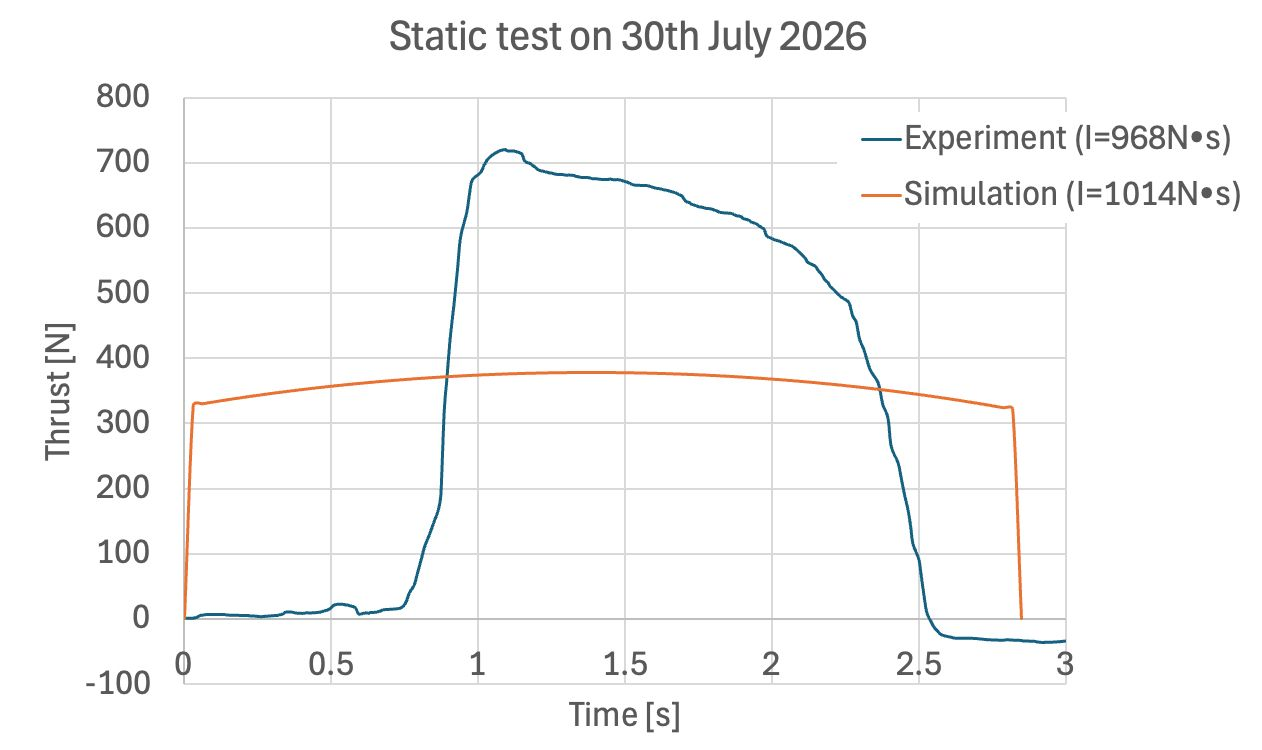 Static test on 30th July 2026
800
700
600
500
400
300
200
100
0
-100
Thrust [N]
0 0.5 1 1.5 2 2.5 3
Time [s]
Experiment (I=968N•s)
Simulation (I=1014N•s)